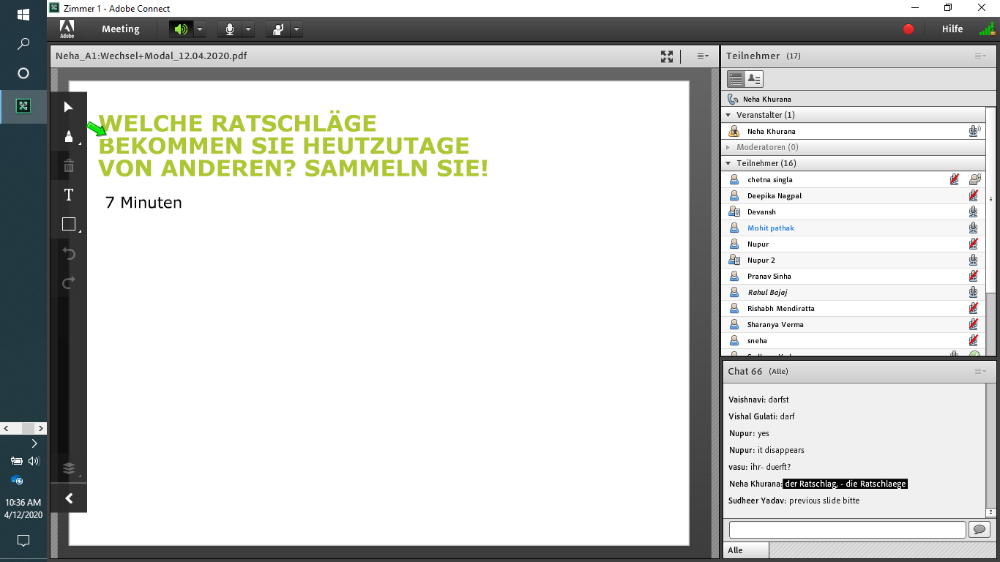 Zimmer 1 - Adobe Connect
Adobe
Meeting
Hilfe
Neha_A1:Wechsel+Modal_12.04.2020.pdf
WELCHE RATSCHLÄGE
BEKOMMEN SIE HEUTZUTAGE
VON ANDEREN? SAMMELN SIE!
7 Minuten
T
Teilnehmer (17)
Neha Khurana
Veranstalter (1)
Neha Khurana
Moderatoren (0)
Teilnehmer (16)
chetna singla
Deepika Nagpal
Devansh
Mohit pathak
Nupur
Nupur 2
Pranav Sinha
Rahul Bajaj
Rishabh Mendiratta
Sharanya Verma
sneha
Chat 66 (Alle)
Vaishnavi: darfst
Vishal Gulati: darf
Nupur: yes
Nupur: it disappears
vasu: ihr- duerft?
Neha Khurana: der Ratschlag, - die Ratschlaege
Sudheer Yadav: previous slide bitte
Alle
10:36 AM
4/12/2020